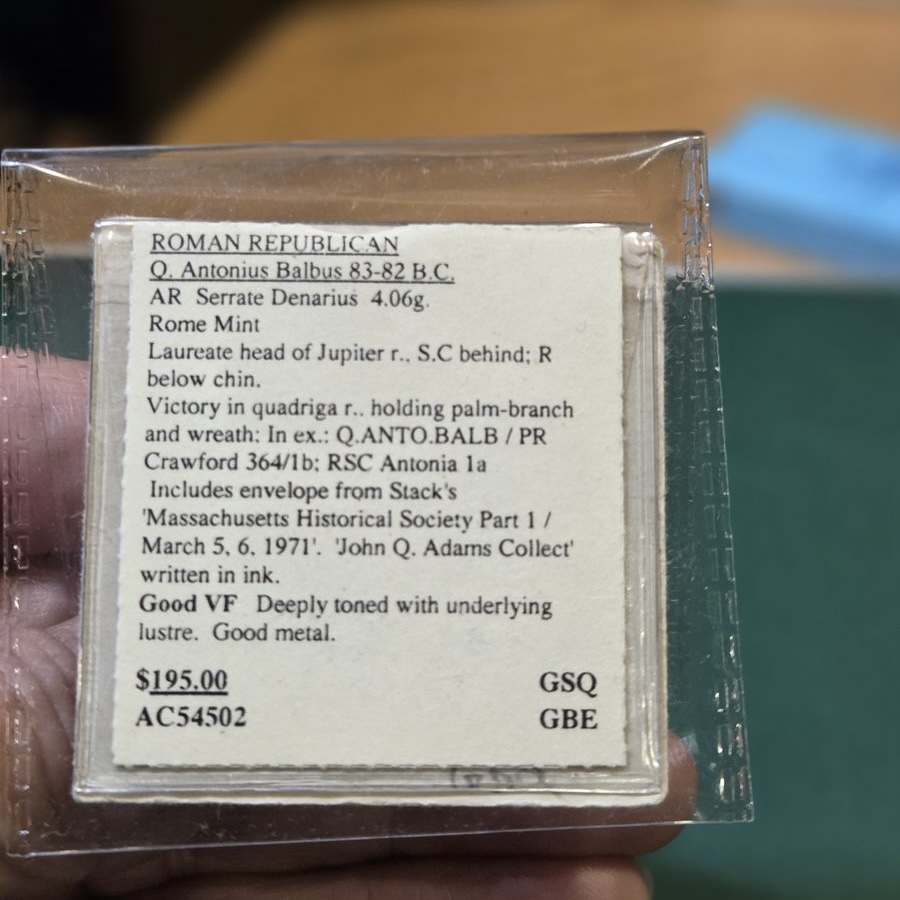 ROMAN REPUBLICAN
Q. Antonius Balbus 83-82 B.C.
AR Serrate Denarius 4.06g.
Rome Mint
Laureate head of Jupiter r., S.C behind; R
below chin.
Victory in quadriga r., holding palm-branch
and wreath: In ex.: Q.ANTO.BALB / PR
Crawford 364/1b; RSC Antonia 1a
Includes envelope from Stack's
'Massachusetts Historical Society Part 1 /
March 5, 6, 1971'. 'John Q. Adams Collect'
written in ink.
Good VF Deeply toned with underlying
lustre. Good metal.
$195.00 GSQ
AC54502 GBE